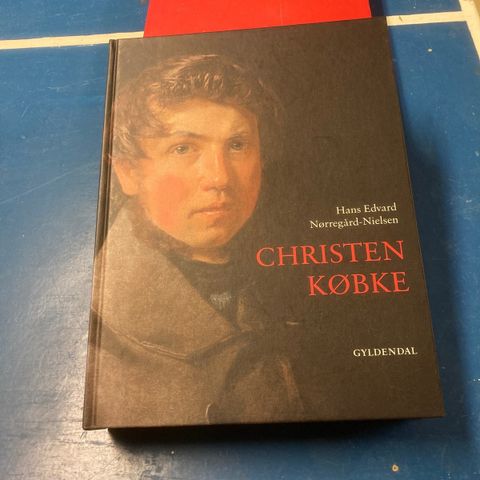 Hans Edvard
Nørregård-Nielsen
CHRISTEN
KØBKE
GYLDENDAL